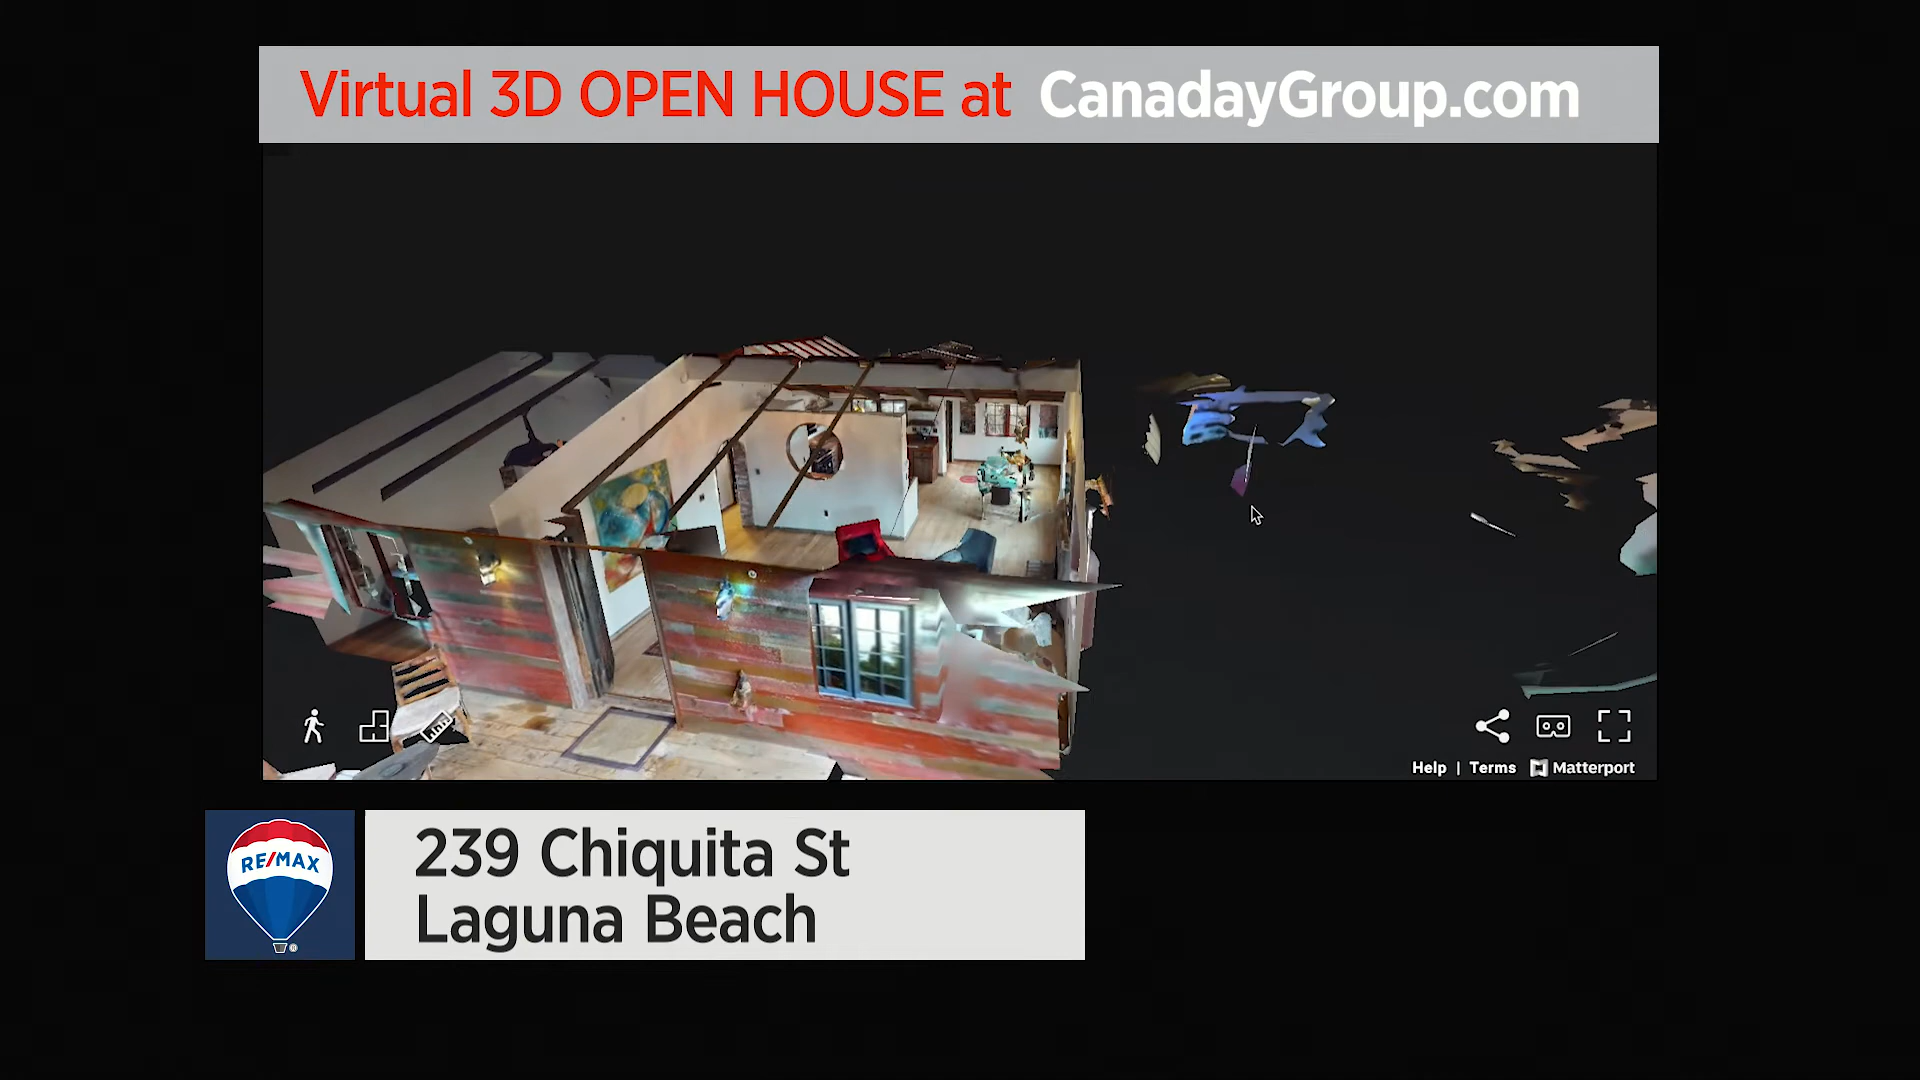 Virtual 3D OPEN HOUSE at CanadayGroup.com
Help | Terms Matterport
RE/MAX
®
239 Chiquita St
Laguna Beach